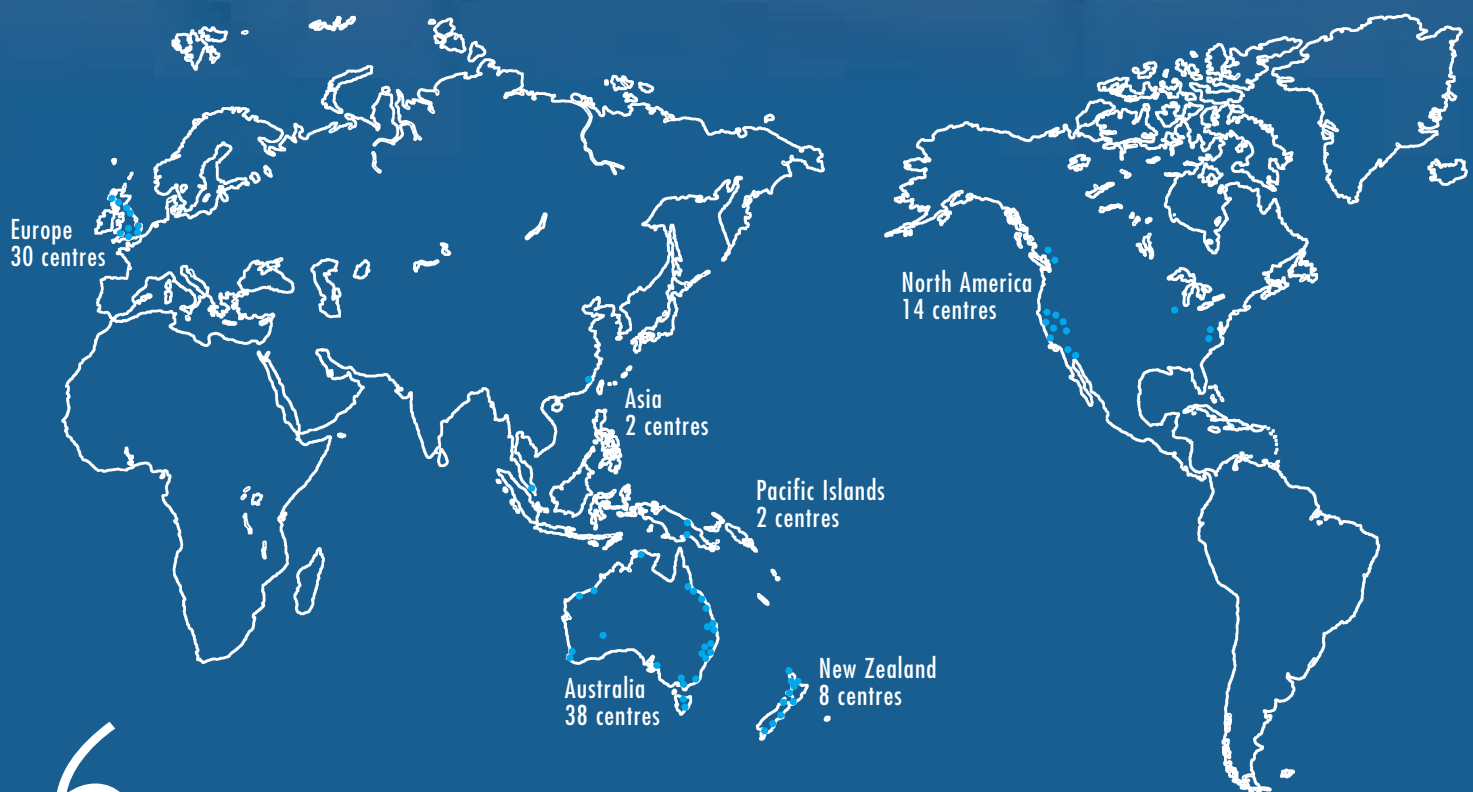 Europe
30 centres
North America
14 centres
Asia
2 centres
Pacific Islands
2 centres
New Zealand
8 centres
Australia
38 centres
6